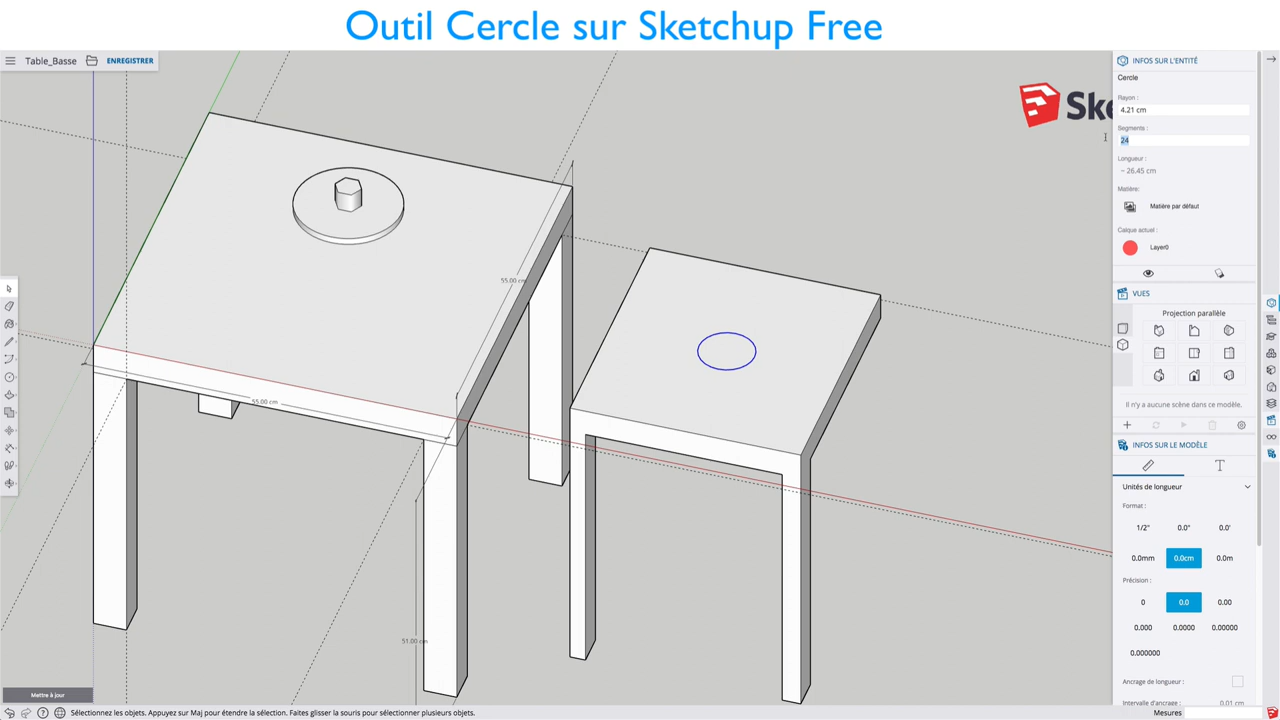 Outil Cercle sur Sketchup Free
Table_Basse
ENREGISTRER
INFOS SUR L'ENTITÉ
Cercle
Rayon :
4.21 cm
Segments :
24
Longueur :
~ 26.45 cm
Matière:
Matière par défaut
Calque actuel :
Layer0
VUES
Projection parallèle
Il n'y a aucune scène dans ce modèle.
INFOS SUR LE MODÈLE
Unités de longueur
Format :
1/2" 0.0" 0.0'
0.0mm 0.0cm 0.0m
Précision :
0 0.0 0.00
0.000 0.0000 0.00000
0.000000
Ancrage de longueur :
Intervalle d'ancrage : 0.01 cm
Ske
55.00 cm
55.00 cm
51.00 cm
Mettre à jour
Sélectionnez les objets. Appuyez sur Maj pour étendre la sélection. Faites glisser la souris pour sélectionner plusieurs objets.
Mesures